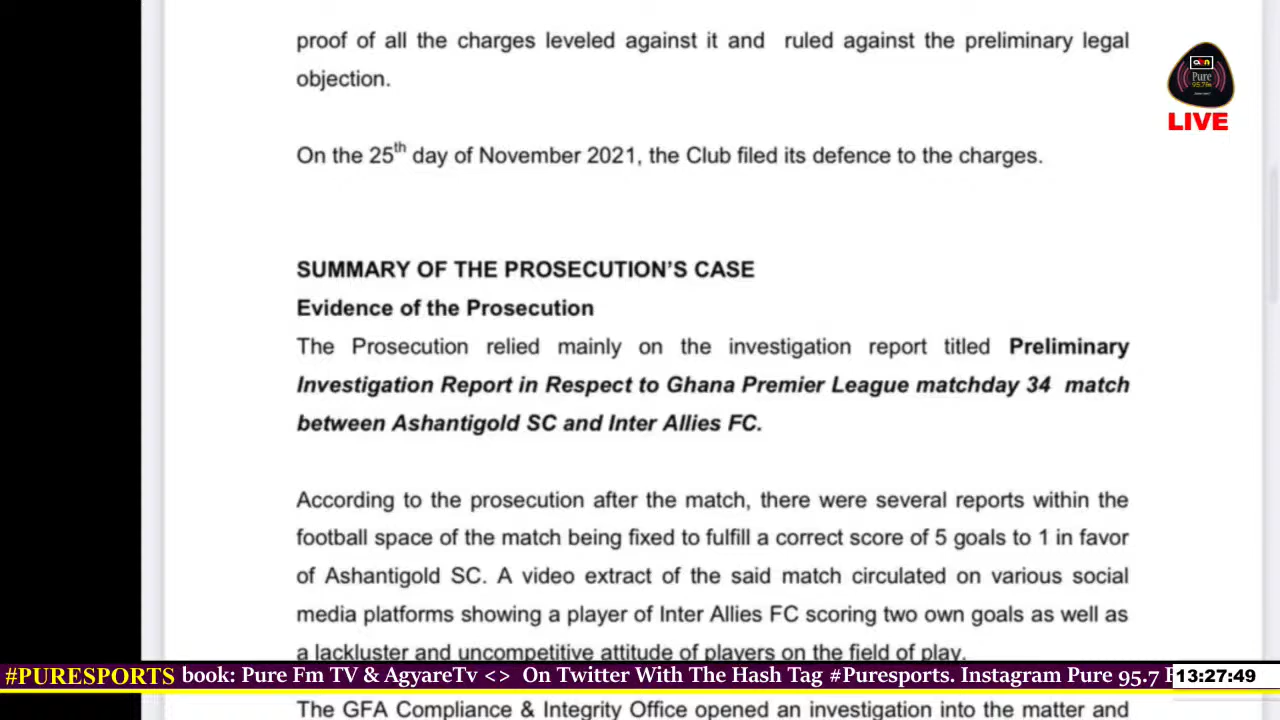 proof of all the charges leveled against it and ruled against the preliminary legal
objection.
On the 25th day of November 2021, the Club filed its defence to the charges.
SUMMARY OF THE PROSECUTION'S CASE
Evidence of the Prosecution
The Prosecution relied mainly on the investigation report titled Preliminary
Investigation Report in Respect to Ghana Premier League matchday 34 match
between Ashantigold SC and Inter Allies FC.
According to the prosecution after the match, there were several reports within the
football space of the match being fixed to fulfill a correct score of 5 goals to 1 in favor
of Ashantigold SC. A video extract of the said match circulated on various social
media platforms showing a player of Inter Allies FC scoring two own goals as well as
a lackluster and uncompetitive attitude of players on the field of play.
The GFA Compliance & Integrity Office opened an investigation into the matter and
Pure
95.7fm
LIVE
#PURESPORTS book: Pure Fm TV & AgyareTv <> On Twitter With The Hash Tag #Puresports. Instagram Pure 95.7
13:27:49